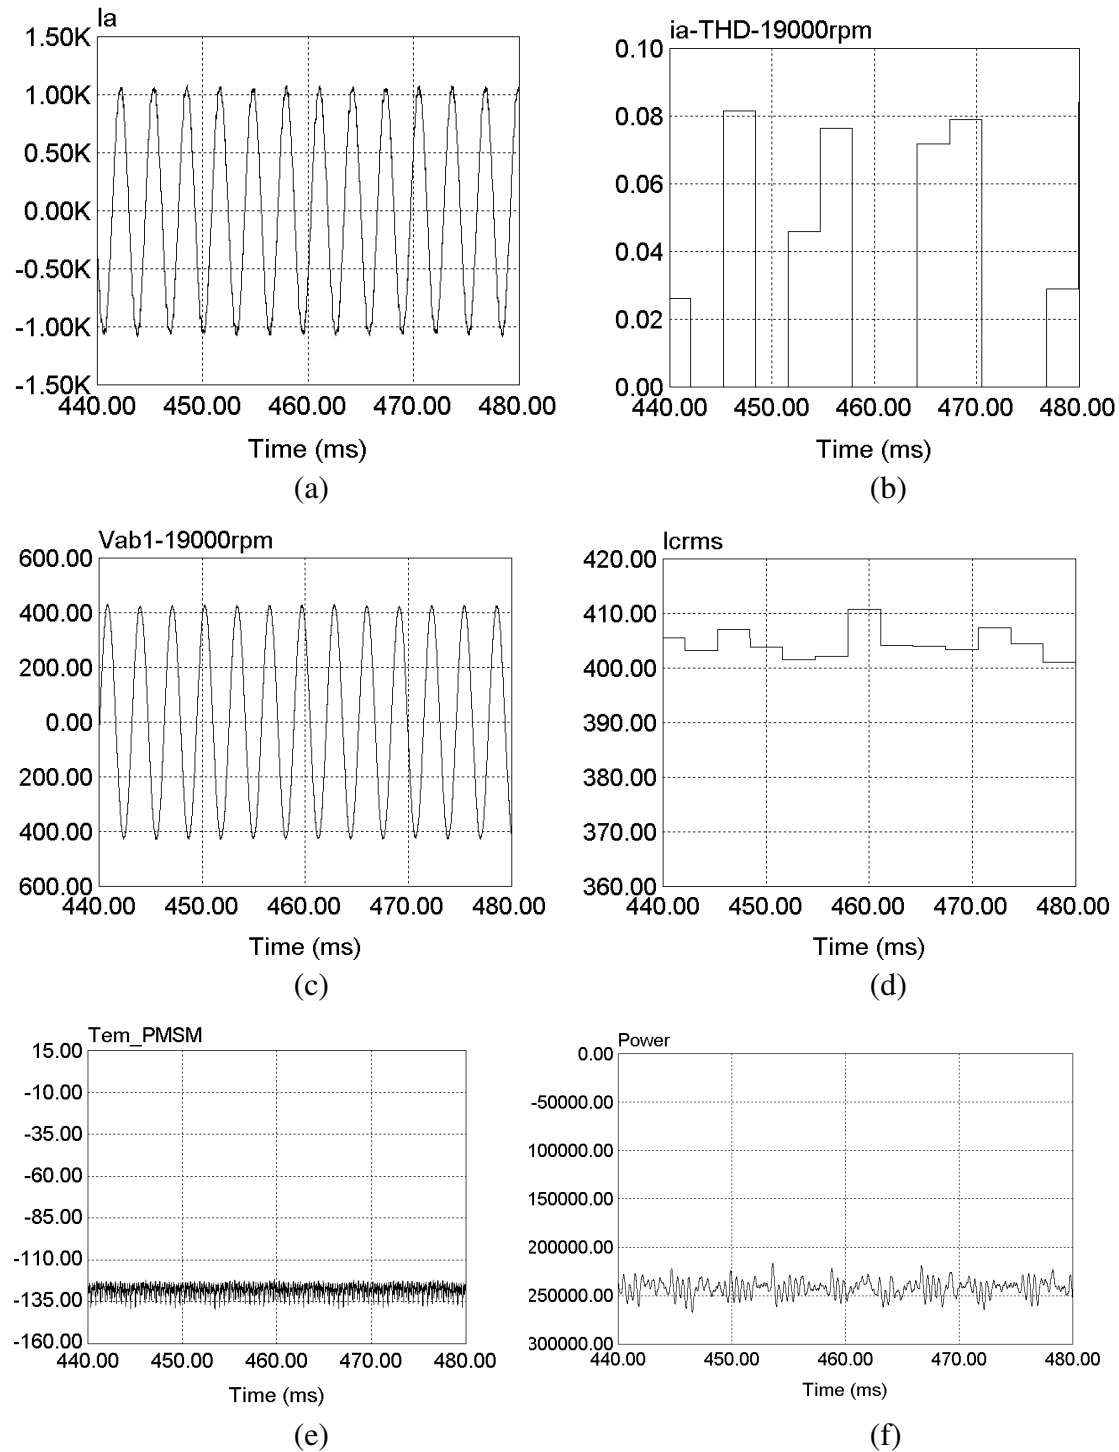 Ia
1.50K
1.00K
0.50K
0.00K
-0.50K
-1.00K
-1.50K
440.00 450.00 460.00 470.00 480.00
Time (ms)
(a)
ia-THD-19000rpm
0.10
0.08
0.06
0.04
0.02
0.00
440.00 450.00 460.00 470.00 480.00
Time (ms)
(b)
Vab1-19000rpm
600.00
400.00
200.00
0.00
200.00
400.00
600.00
440.00 450.00 460.00 470.00 480.00
Time (ms)
(c)
Icrms
420.00
410.00
400.00
390.00
380.00
370.00
360.00
440.00 450.00 460.00 470.00 480.00
Time (ms)
(d)
Tem_PMSM
15.00
-10.00
-35.00
-60.00
-85.00
-110.00
-135.00
-160.00
440.00 450.00 460.00 470.00 480.00
Time (ms)
(e)
Power
0.00
-50000.00
100000.00
150000.00
200000.00
250000.00
300000.00
440.00 450.00 460.00 470.00 480.00
Time (ms)
(f)